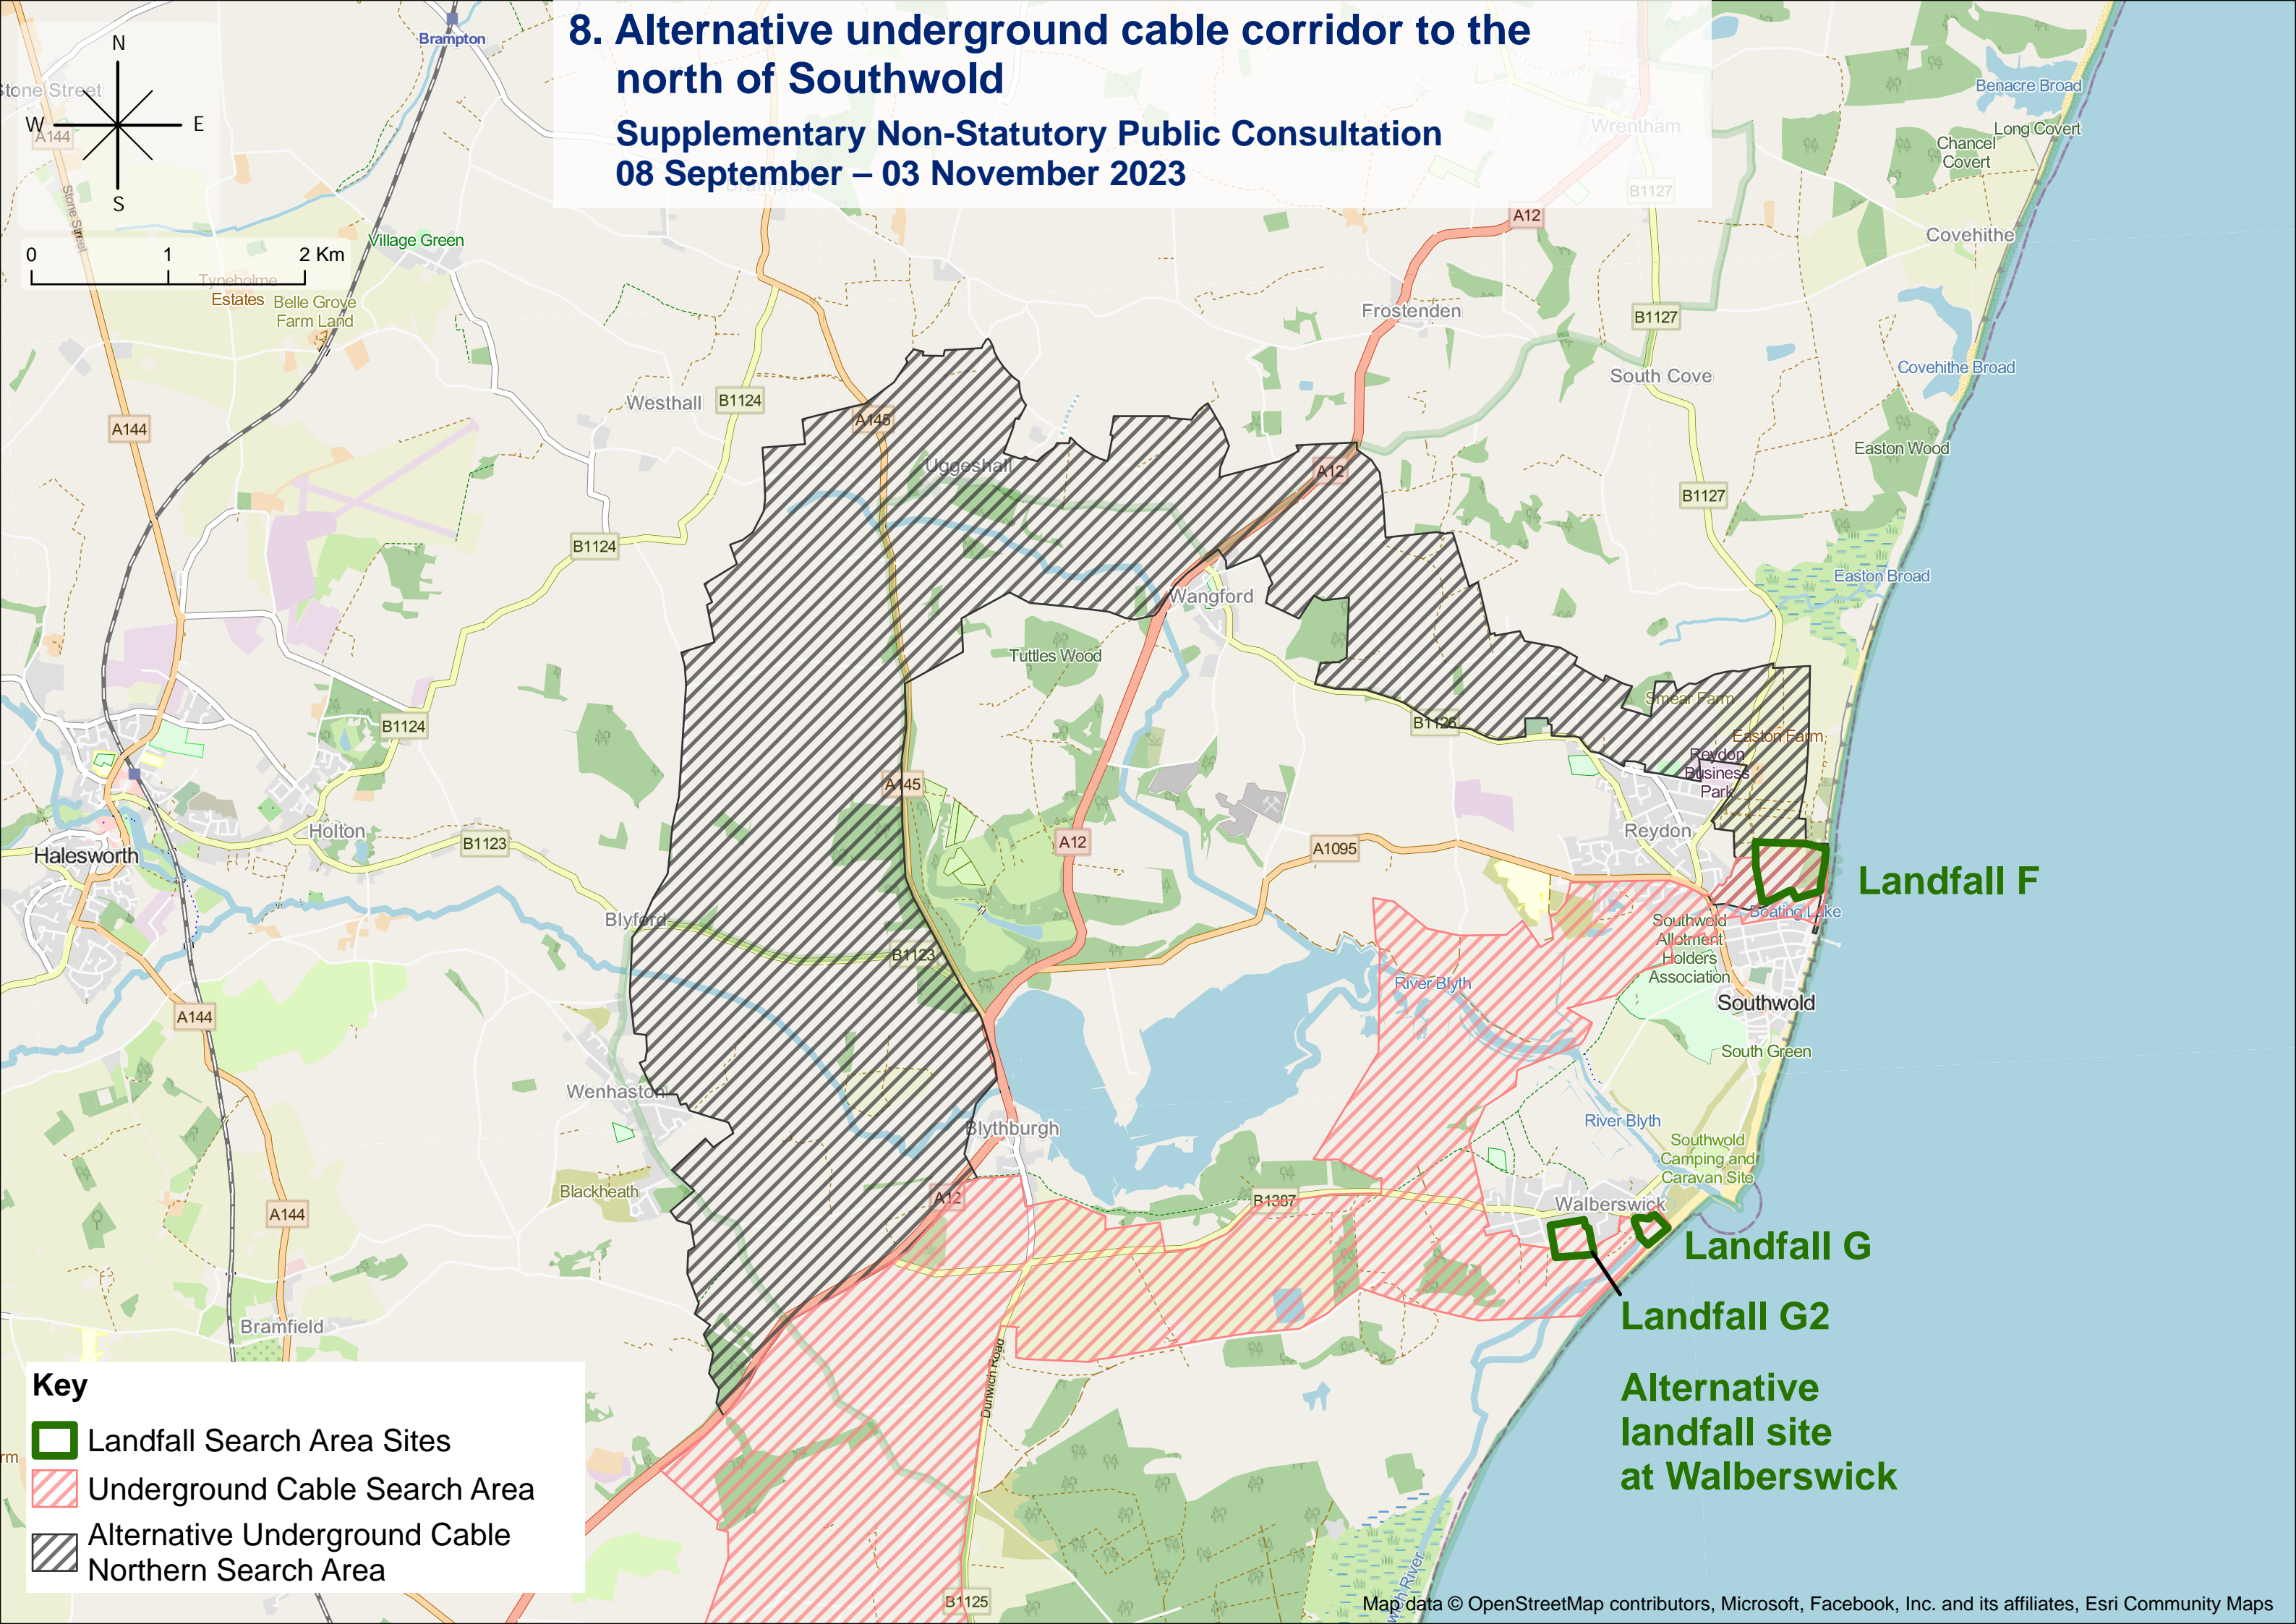 8. Alternative underground cable corridor to the
north of Southwold
Supplementary Non-Statutory Public Consultation
08 September – 03 November 2023
N
W
E
S
0 1 2 Km
Brampton
Stone Street
A144
Stone Street
Village Green
Tyneholme
Estates
Belle Grove
Farm Land
Wrentham
B1127
A12
Benacre Broad
Long Covert
Chancel
Covert
Covehithe
Frostenden
B1127
South Cove
Covehithe Broad
Westhall
B1124
A145
A144
Uggeshall
A12
Easton Wood
B1127
B1124
Easton Broad
Wangford
Tuttles Wood
B1124
Smear Farm
B1126
Easton Farm
Reydon
Business
Park
A145
Holton
B1123
A12
A1095
Reydon
Halesworth
Landfall F
Blyford
Boating Lake
Southwold
Allotment
Holders
Association
B1123
River Blyth
Southwold
A144
South Green
Wenhaston
Blythburgh
River Blyth
Southwold
Camping and
Caravan Site
Blackheath
A12
B1387
Walberswick
A144
Landfall G
Landfall G2
Bramfield
Dunwich Road
Alternative
landfall site
at Walberswick
Key
Landfall Search Area Sites
Underground Cable Search Area
Alternative Underground Cable
Northern Search Area
B1125
River
Map data © OpenStreetMap contributors, Microsoft, Facebook, Inc. and its affiliates, Esri Community Maps